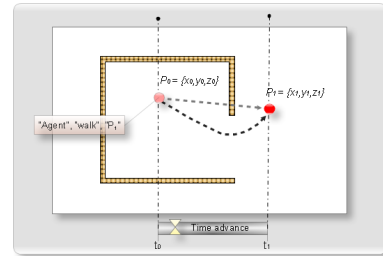 P₀ = {x₀,y₀,z₀}
P₁ = {x₁,y₁,z₁}
"Agent", "walk", "P₁"
Time advance
t₀ t₁